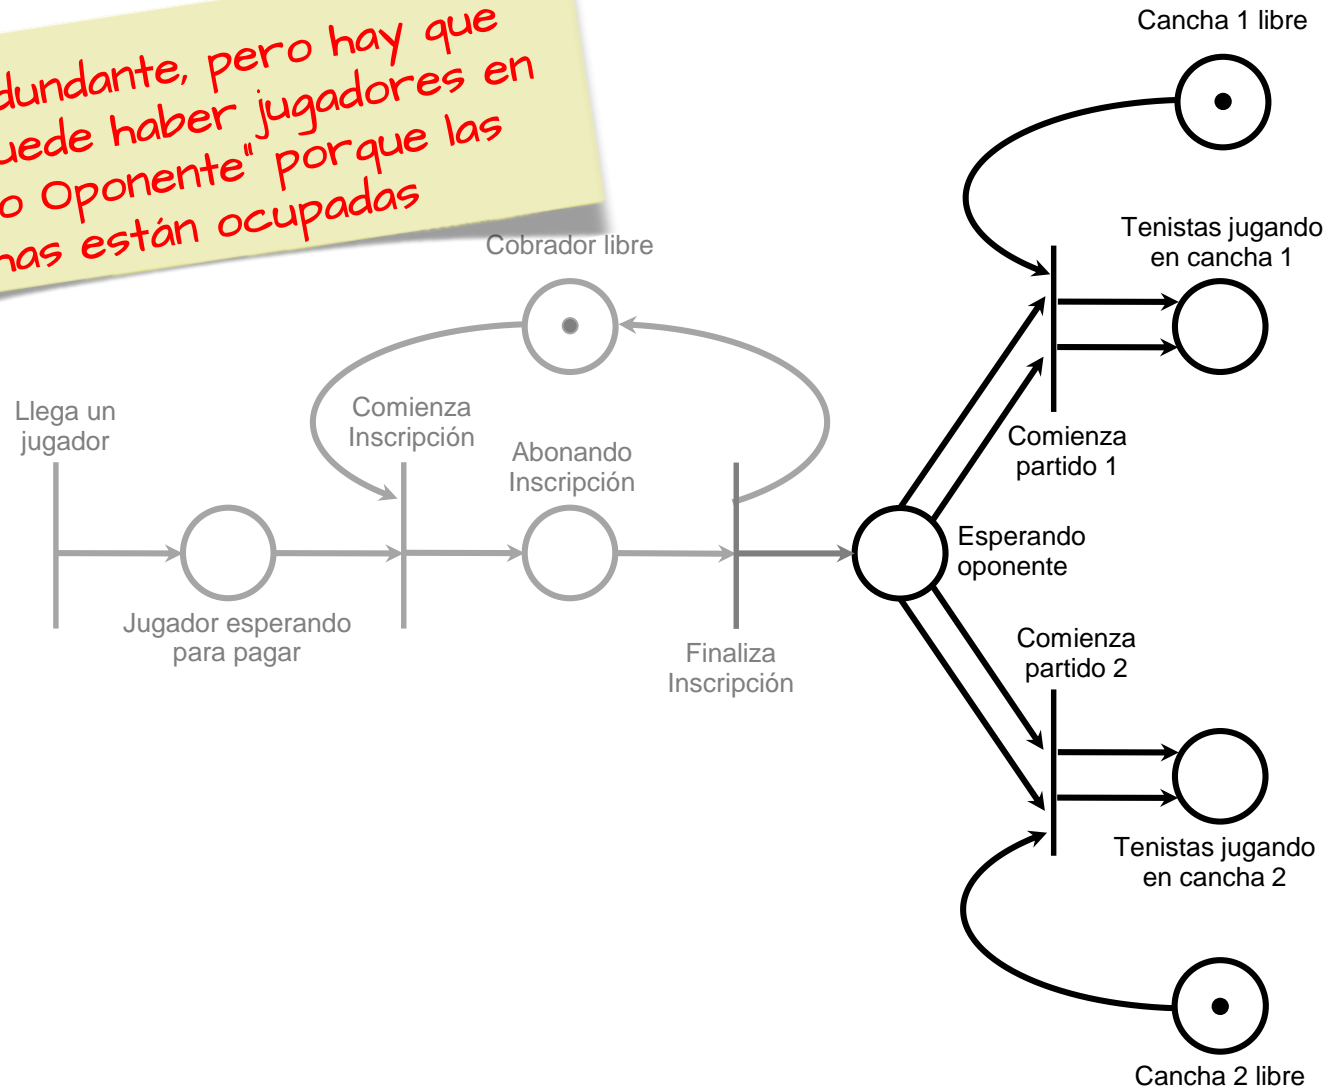 dundante, pero hay que
uede haber jugadores en
o Oponente" porque las
has están ocupadas
Cancha 1 libre
Tenistas jugando
en cancha 1
Cobrador libre
Llega un
jugador
Comienza
Inscripción
Abonando
Inscripción
Comienza
partido 1
Esperando
oponente
Jugador esperando
para pagar
Finaliza
Inscripción
Comienza
partido 2
Tenistas jugando
en cancha 2
Cancha 2 libre